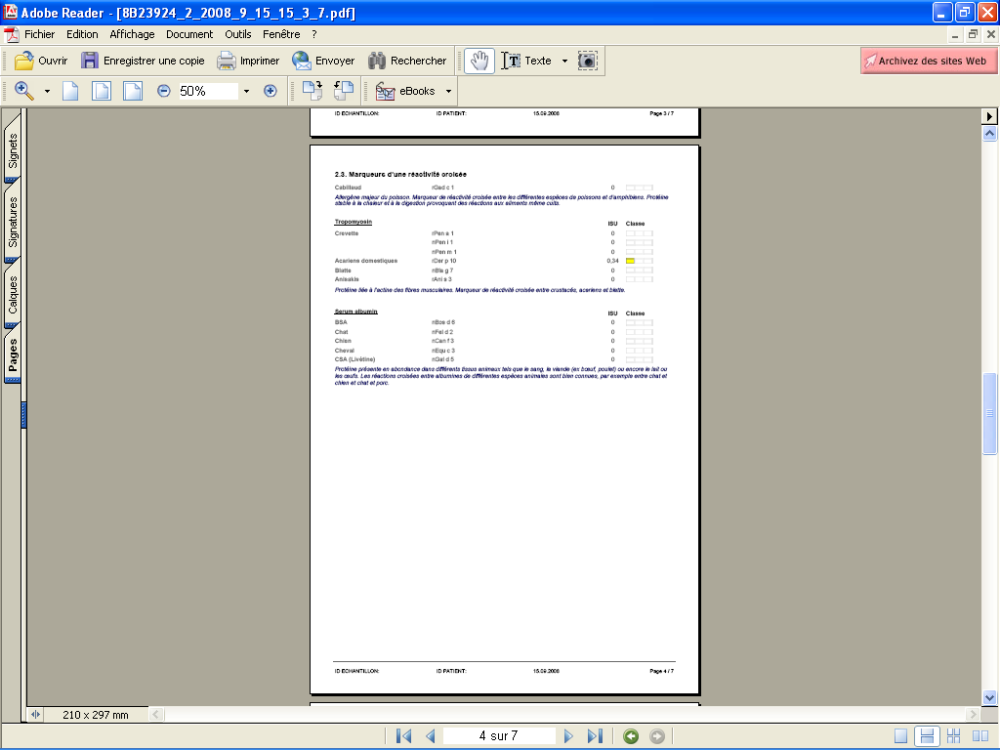 Adobe Reader - [8B23924_2_2008_9_15_15_3_7.pdf]
Fichier Edition Affichage Document Outils Fenêtre ?
Ouvrir Enregistrer une copie Imprimer Envoyer Rechercher Texte Archivez des sites Web
50% eBooks
Signets
Signatures
Calques
Pages
ID ECHANTILLON: ID PATIENT: 15.09.2008 Page 3 / 7
2.3. Marqueurs d'une réactivité croisée
Cabillaud rGad c 1 0
Allergène majeur du poisson. Marqueur de réactivité croisée entre les différentes espèces de poissons et d'amphibiens. Protéine
stable à la chaleur et à la digestion provoquant des réactions aux aliments même cuits.
Tropomyosin ISU Classe
Crevette rPen a 1 0
nPen i 1 0
nPen m 1 0
Acariens domestiques rDer p 10 0,34
Blatte nBla g 7 0
Anisakis rAni s 3 0
Protéine liée à l'actine des fibres musculaires. Marqueur de réactivité croisée entre crustacés, acariens et blatte.
Serum albumin ISU Classe
BSA nBos d 6 0
Chat nFel d 2 0
Chien nCan f 3 0
Cheval nEqu c 3 0
CSA (Livétine) nGal d 5 0
Protéine présente en abondance dans différents tissus animaux tels que le sang, la viande (ex bœuf, poulet) ou encore le lait ou
les œufs. Les réactions croisées entre albumines de différentes espèces animales sont bien connues, par exemple entre chat et
chien et chat et porc.
ID ECHANTILLON: ID PATIENT: 15.09.2008 Page 4 / 7
210 x 297 mm
4 sur 7